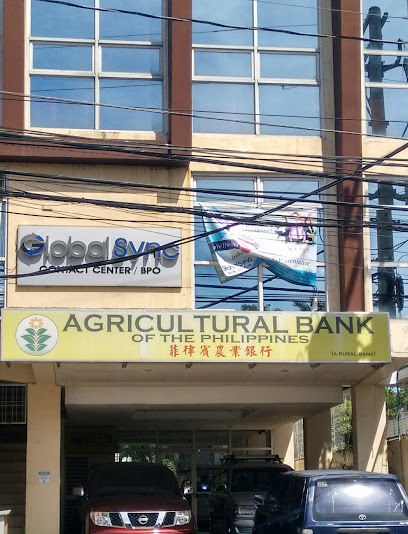 Global Sync
CONTACT CENTER / BPO
AGRICULTURAL BANK
OF THE PHILIPPINES
菲律賓農業銀行
(A RURAL BANK)